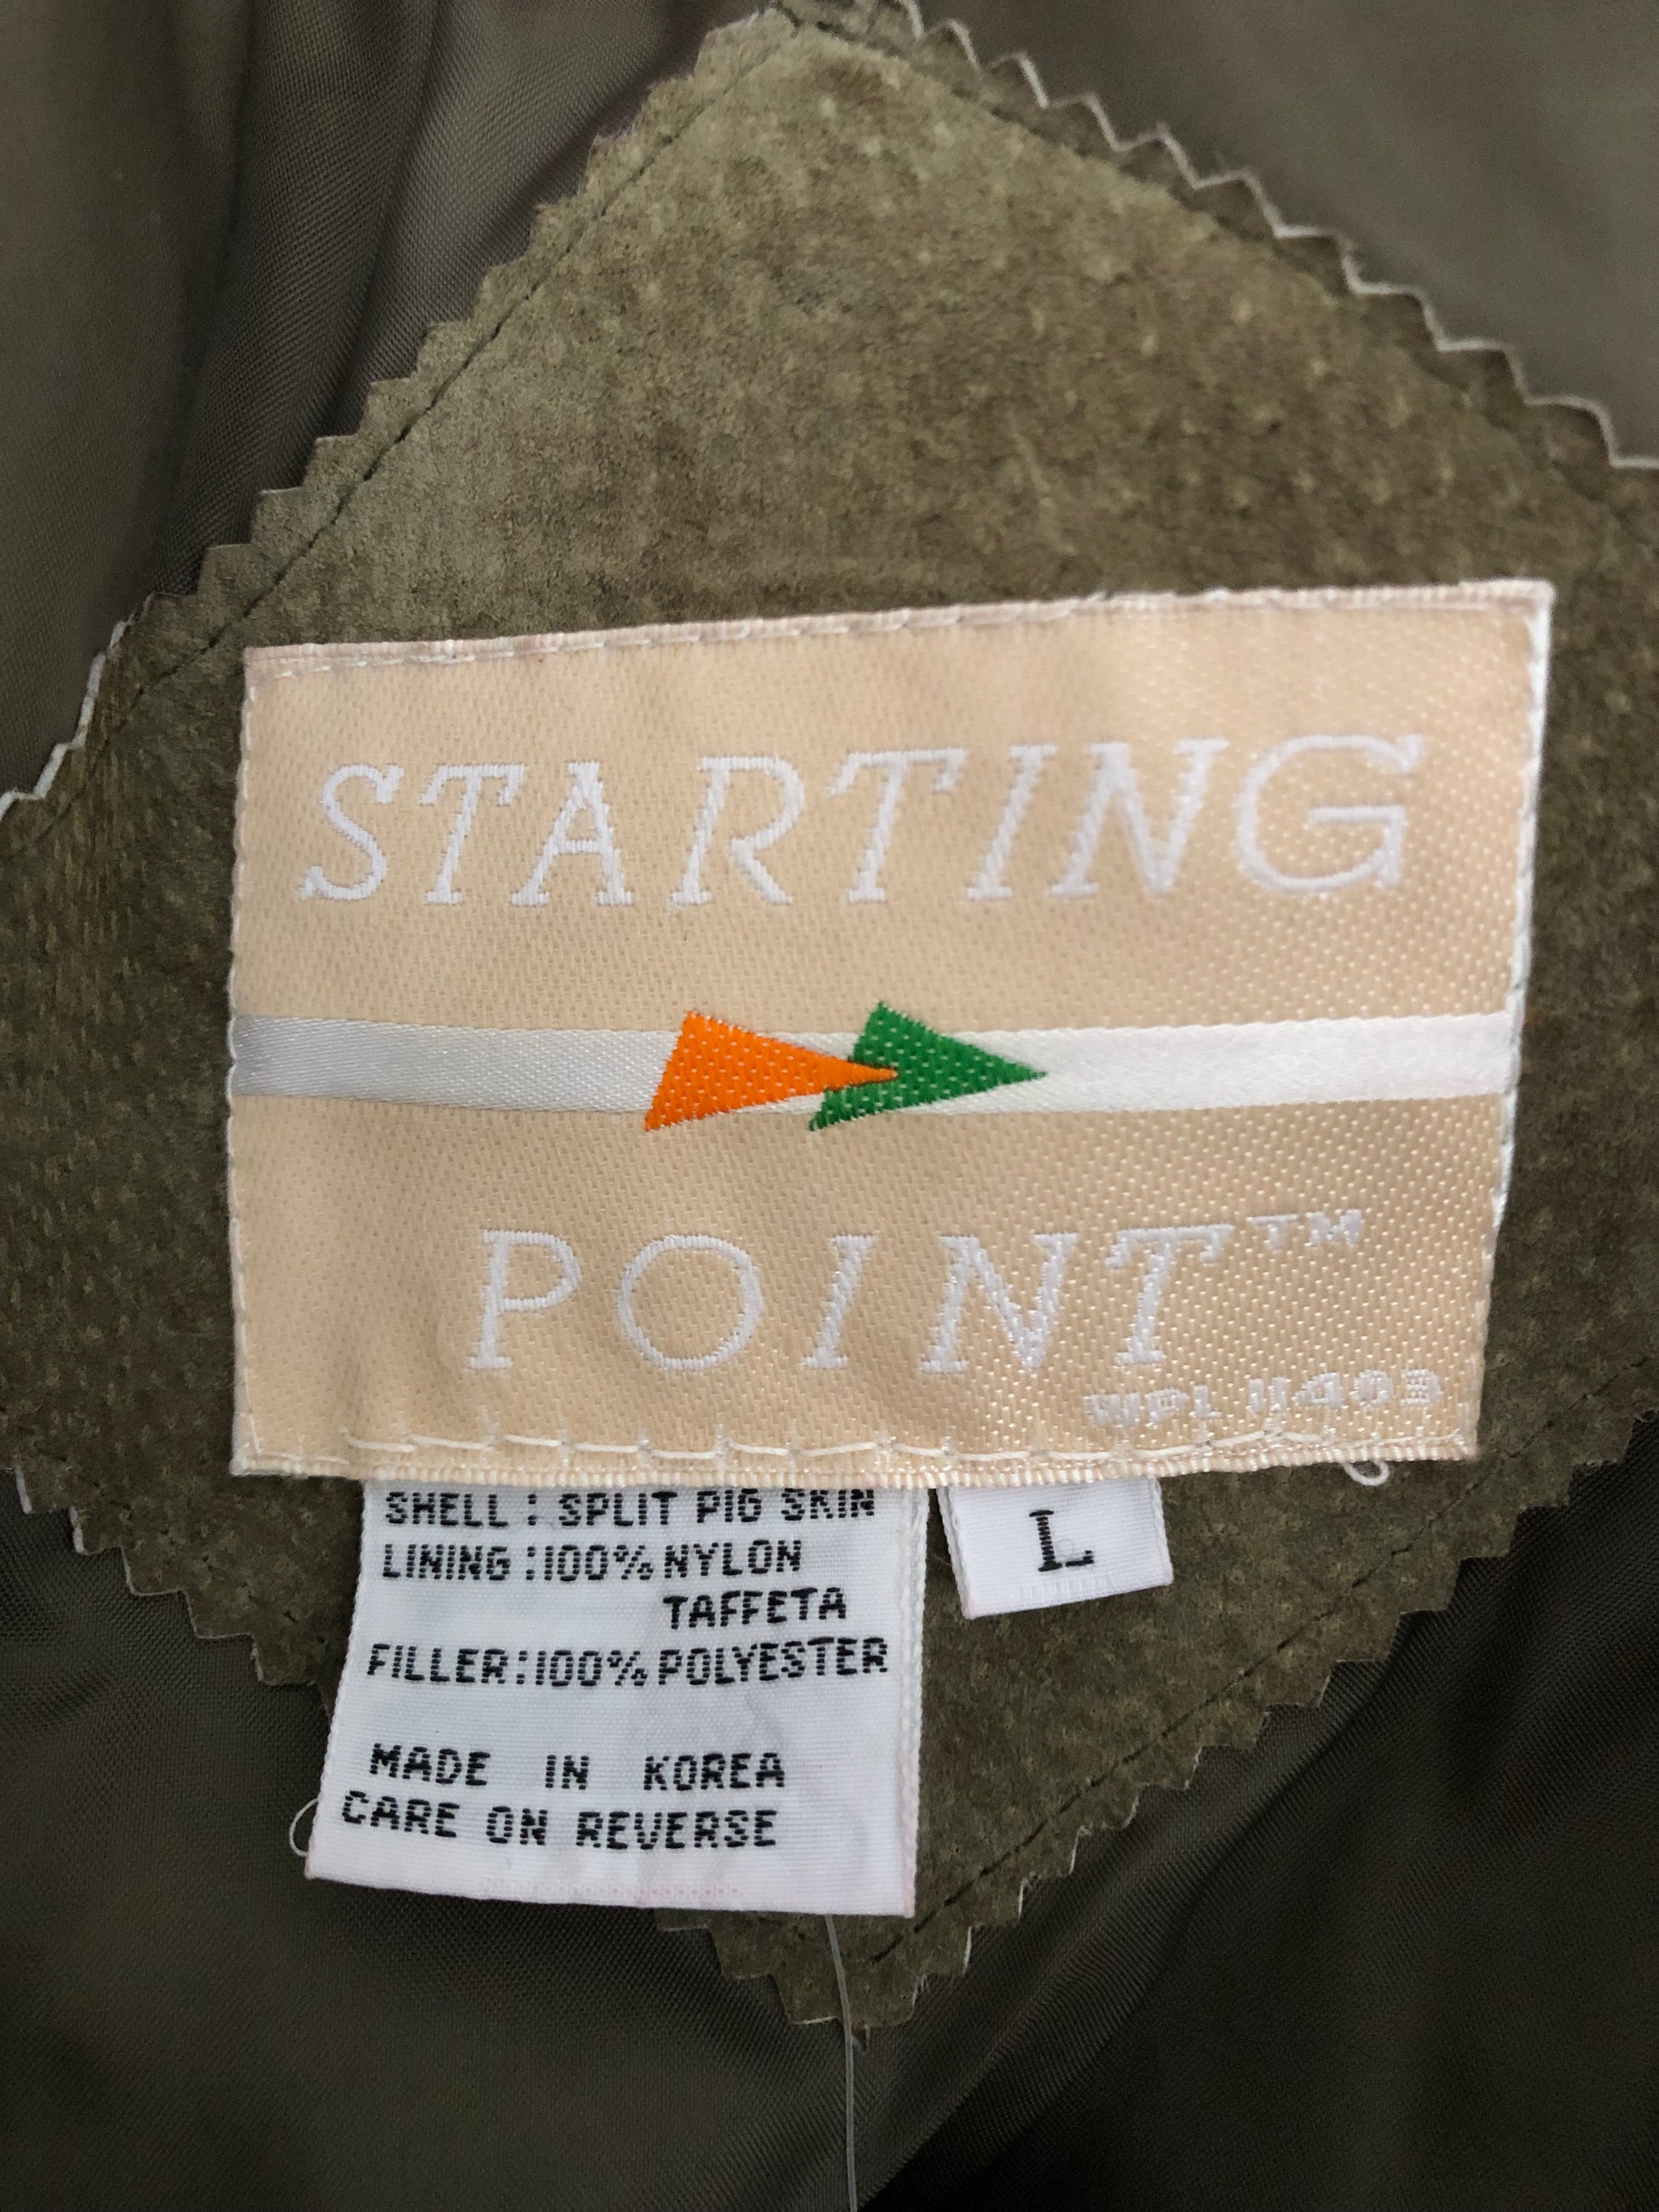 STARTING
POINT™
WPL 11403
SHELL : SPLIT PIG SKIN
LINING : 100% NYLON
TAFFETA
FILLER : 100% POLYESTER
MADE IN KOREA
CARE ON REVERSE
L